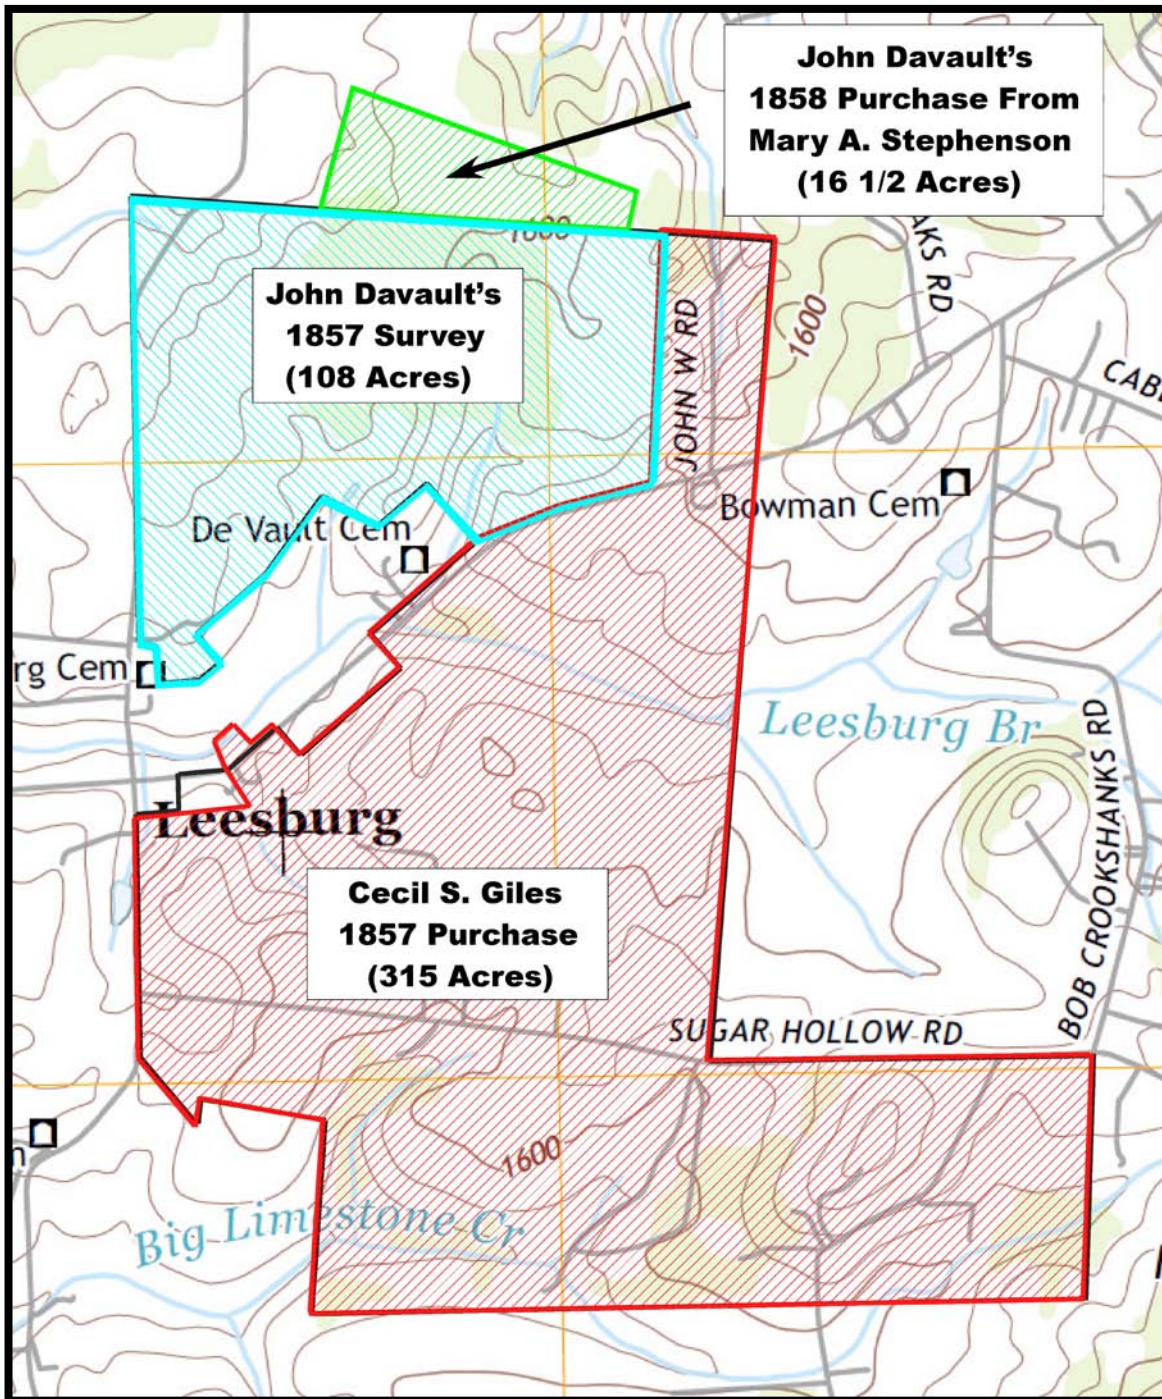 John Davault's
1858 Purchase From
Mary A. Stephenson
(16 1/2 Acres)
AKS RD
1600
John Davault's
1857 Survey
(108 Acres)
JOHN W RD
1600
CABL
De Vault Cem
Bowman Cem
rg Cem
Leesburg Br
Leesburg
BOB CROOKSHANKS RD
Cecil S. Giles
1857 Purchase
(315 Acres)
SUGAR HOLLOW RD
1600
Big Limestone Cr